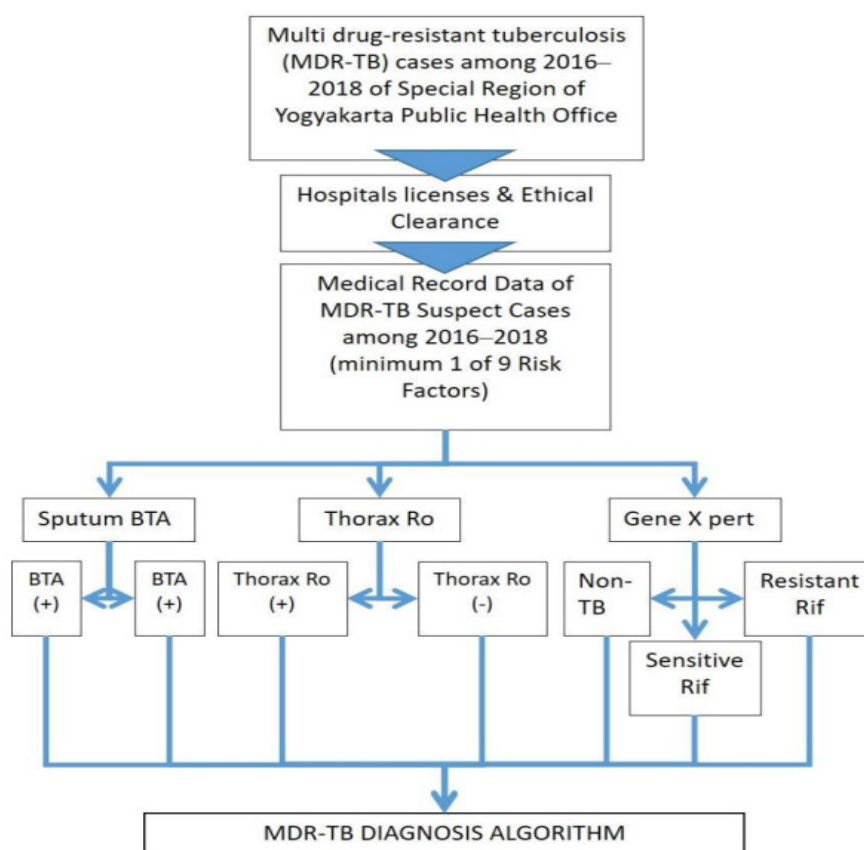 Multi drug-resistant tuberculosis
(MDR-TB) cases among 2016–
2018 of Special Region of
Yogyakarta Public Health Office
Hospitals licenses & Ethical
Clearance
Medical Record Data of
MDR-TB Suspect Cases
among 2016–2018
(minimum 1 of 9 Risk
Factors)
Sputum BTA
Thorax Ro
Gene X pert
BTA
(+)
BTA
(+)
Thorax Ro
(+)
Thorax Ro
(-)
Non-
TB
Resistant
Rif
Sensitive
Rif
MDR-TB DIAGNOSIS ALGORITHM